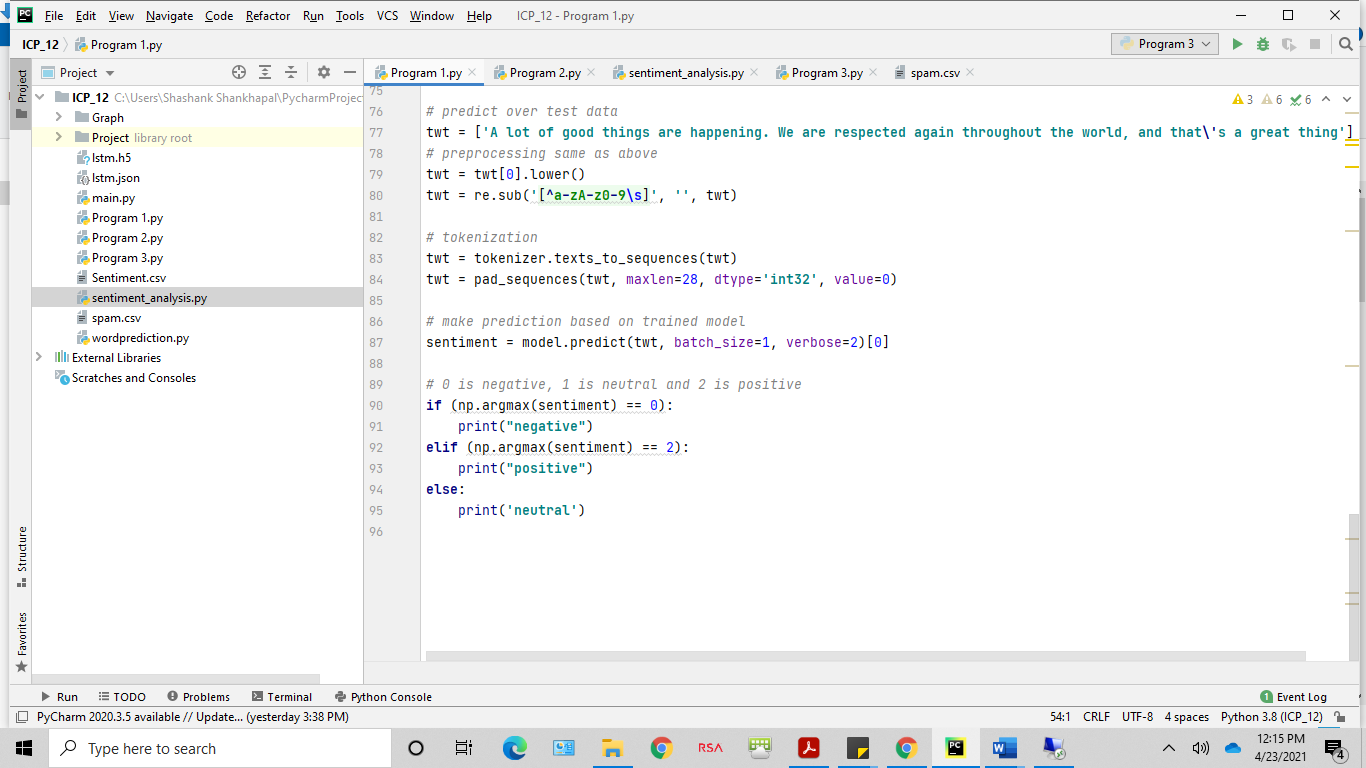 PC File Edit View Navigate Code Refactor Run Tools VCS Window Help ICP_12 - Program 1.py
ICP_12 Program 1.py Program 3
Project Program 1.py Program 2.py sentiment_analysis.py Program 3.py spam.csv
Project
ICP_12 C:\Users\Shashank Shankhapal\PycharmProjec
Graph
Project library root
lstm.h5
lstm.json
main.py
Program 1.py
Program 2.py
Program 3.py
Sentiment.csv
sentiment_analysis.py
spam.csv
wordprediction.py
External Libraries
Scratches and Consoles
Structure
Favorites
3 6 6
75
76 # predict over test data
77 twt = ['A lot of good things are happening. We are respected again throughout the world, and that\'s a great thing']
78 # preprocessing same as above
79 twt = twt[0].lower()
80 twt = re.sub('[^a-zA-z0-9\s]', '', twt)
81
82 # tokenization
83 twt = tokenizer.texts_to_sequences(twt)
84 twt = pad_sequences(twt, maxlen=28, dtype='int32', value=0)
85
86 # make prediction based on trained model
87 sentiment = model.predict(twt, batch_size=1, verbose=2)[0]
88
89 # 0 is negative, 1 is neutral and 2 is positive
90 if (np.argmax(sentiment) == 0):
91     print("negative")
92 elif (np.argmax(sentiment) == 2):
93     print("positive")
94 else:
95     print('neutral')
96
Run TODO Problems Terminal Python Console 1 Event Log
PyCharm 2020.3.5 available // Update... (yesterday 3:38 PM) 54:1 CRLF UTF-8 4 spaces Python 3.8 (ICP_12)
Type here to search RSA PC 12:15 PM
4/23/2021 4